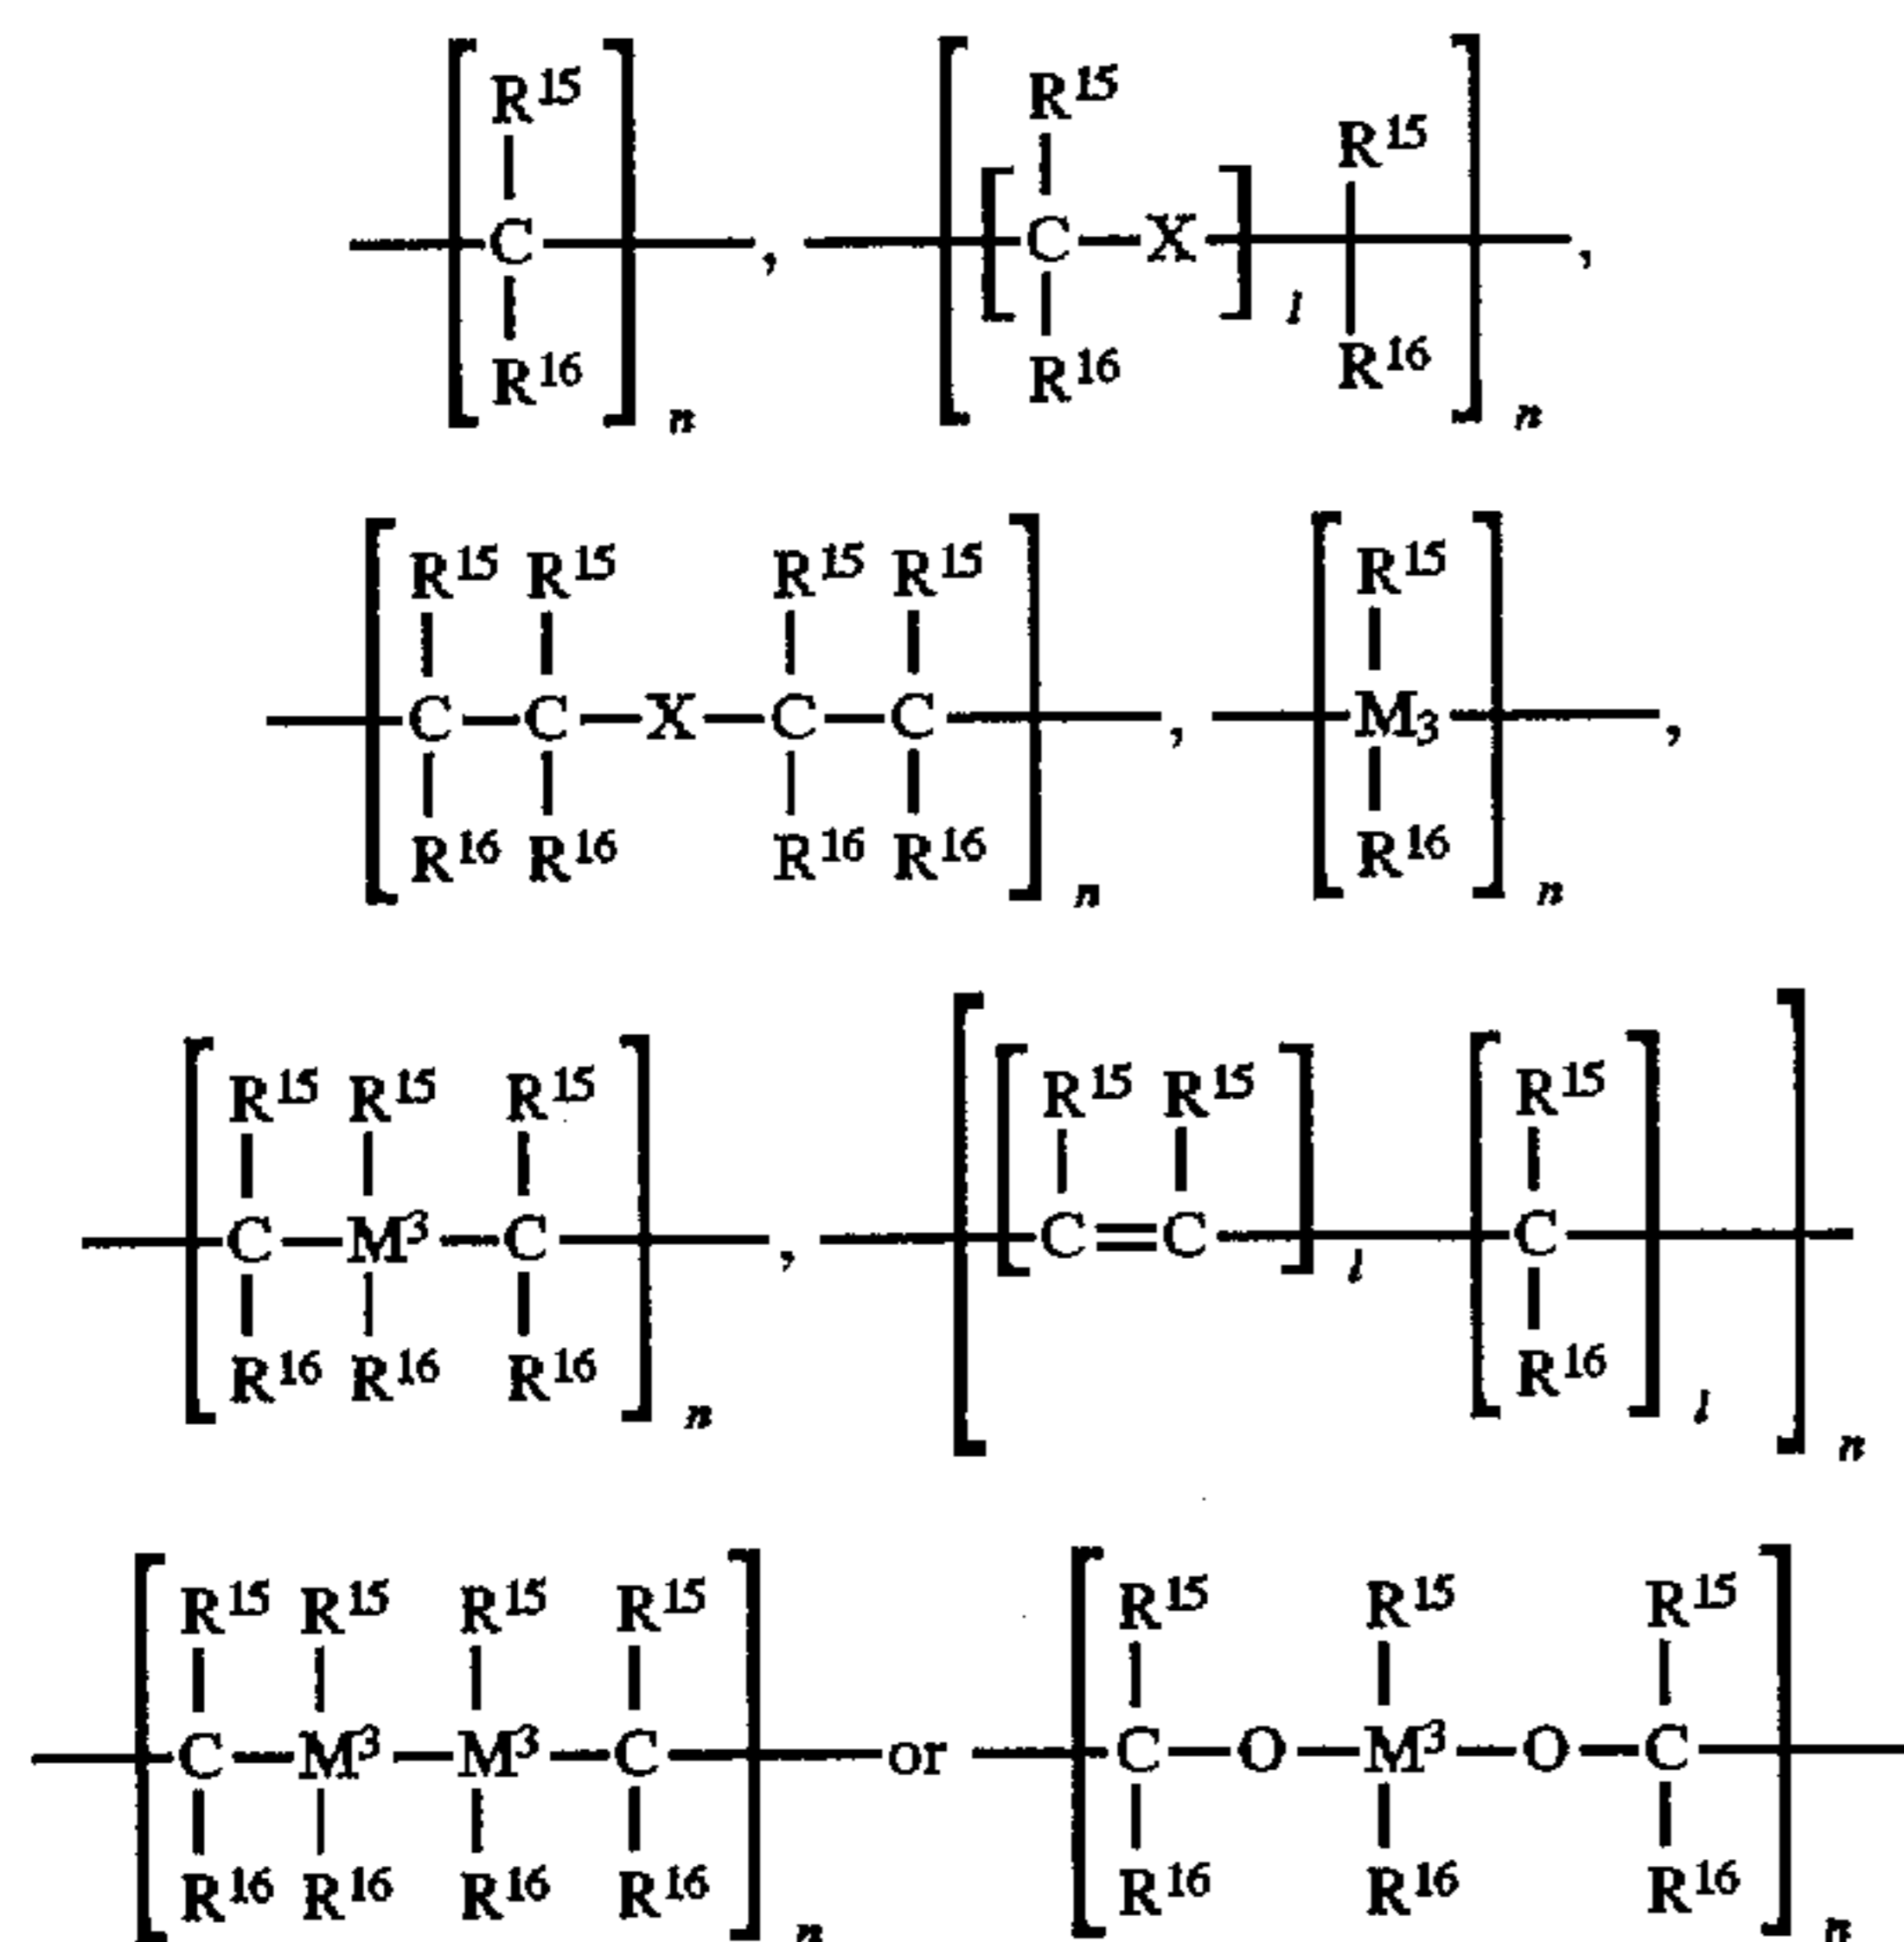 R15 R15
R15
C , C—X ,
l
R16 R16 R16
n n
R15 R15 R15 R15 R15
C—C—X—C—C , M3 ,
R16 R16 R16 R16 R16
n n
R15 R15 R15 R15 R15 R15
C—M3—C , C=C C
l
R16 R16 R16 R16
n l n
R15 R15 R15 R15 R15 R15 R15
C—M3—M3—C or C—O—M3—O—C
R16 R16 R16 R16 R16 R16 R16
n n